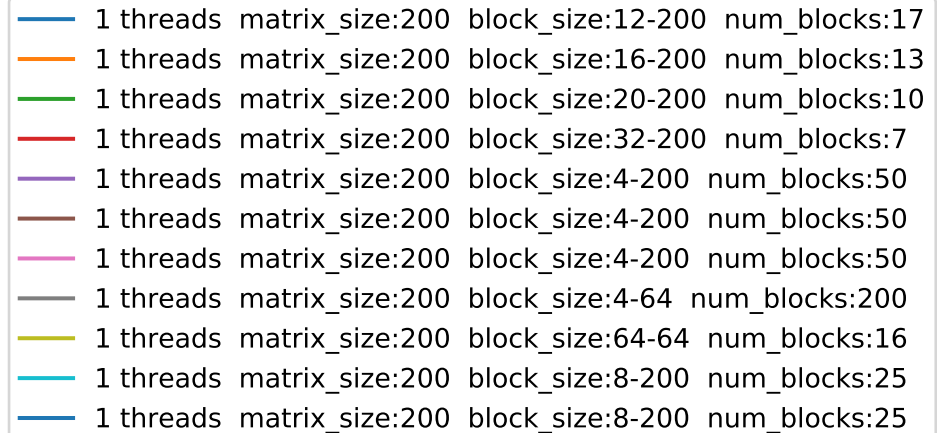 1 threads  matrix_size:200  block_size:12-200  num_blocks:17
1 threads  matrix_size:200  block_size:16-200  num_blocks:13
1 threads  matrix_size:200  block_size:20-200  num_blocks:10
1 threads  matrix_size:200  block_size:32-200  num_blocks:7
1 threads  matrix_size:200  block_size:4-200  num_blocks:50
1 threads  matrix_size:200  block_size:4-200  num_blocks:50
1 threads  matrix_size:200  block_size:4-200  num_blocks:50
1 threads  matrix_size:200  block_size:4-64  num_blocks:200
1 threads  matrix_size:200  block_size:64-64  num_blocks:16
1 threads  matrix_size:200  block_size:8-200  num_blocks:25
1 threads  matrix_size:200  block_size:8-200  num_blocks:25